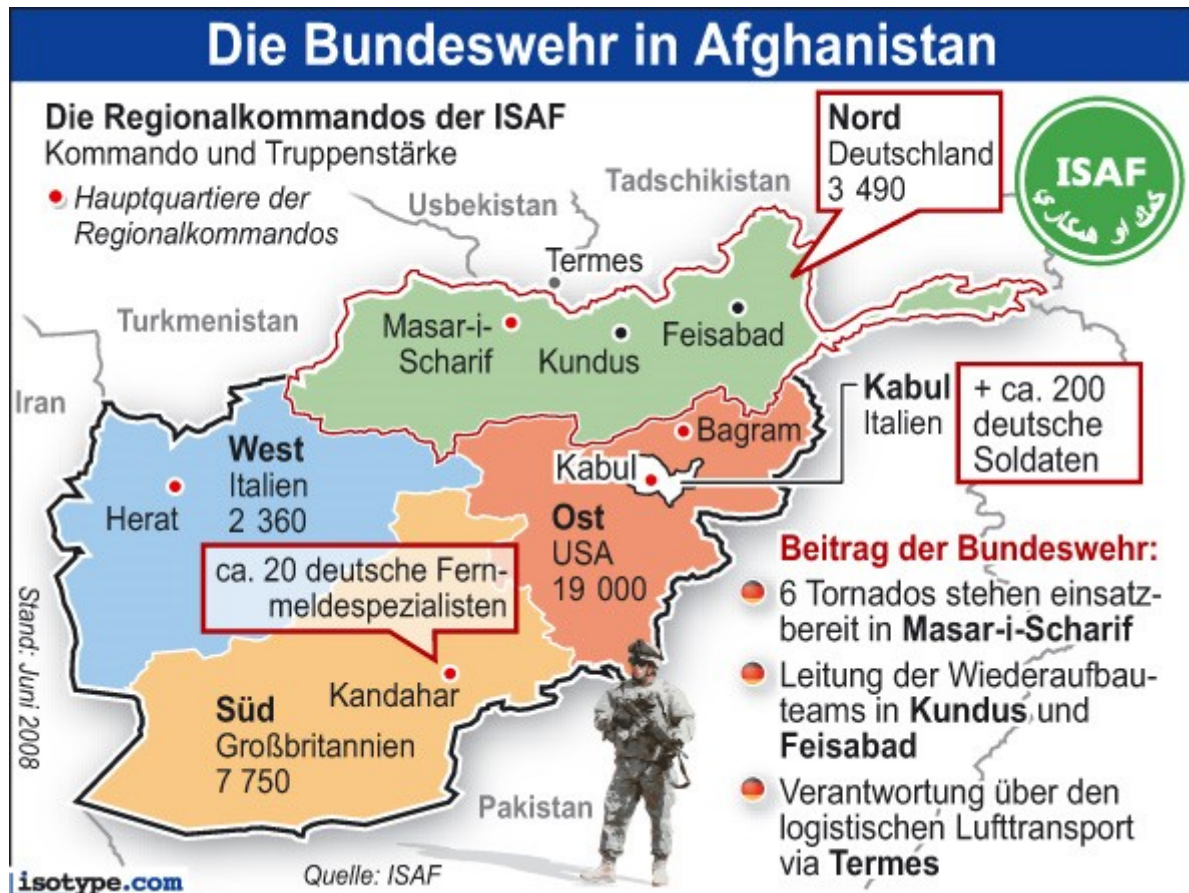 Die Bundeswehr in Afghanistan
Die Regionalkommandos der ISAF
Kommando und Truppenstärke
Hauptquartiere der
Regionalkommandos
Nord
Deutschland
3 490
ISAF
کمک او همکاری
Usbekistan
Tadschikistan
Termes
Turkmenistan
Masar-i-
Scharif
Kundus
Feisabad
Iran
Kabul
Italien
+ ca. 200
deutsche
Soldaten
West
Italien
2 360
Herat
Bagram
Kabul
Ost
USA
19 000
ca. 20 deutsche Fern-
meldespezialisten
Kandahar
Süd
Großbritannien
7 750
Pakistan
Beitrag der Bundeswehr:
6 Tornados stehen einsatz-
bereit in Masar-i-Scharif
Leitung der Wiederaufbau-
teams in Kundus und
Feisabad
Verantwortung über den
logistischen Lufttransport
via Termes
Stand: Juni 2008
isotype.com
Quelle: ISAF